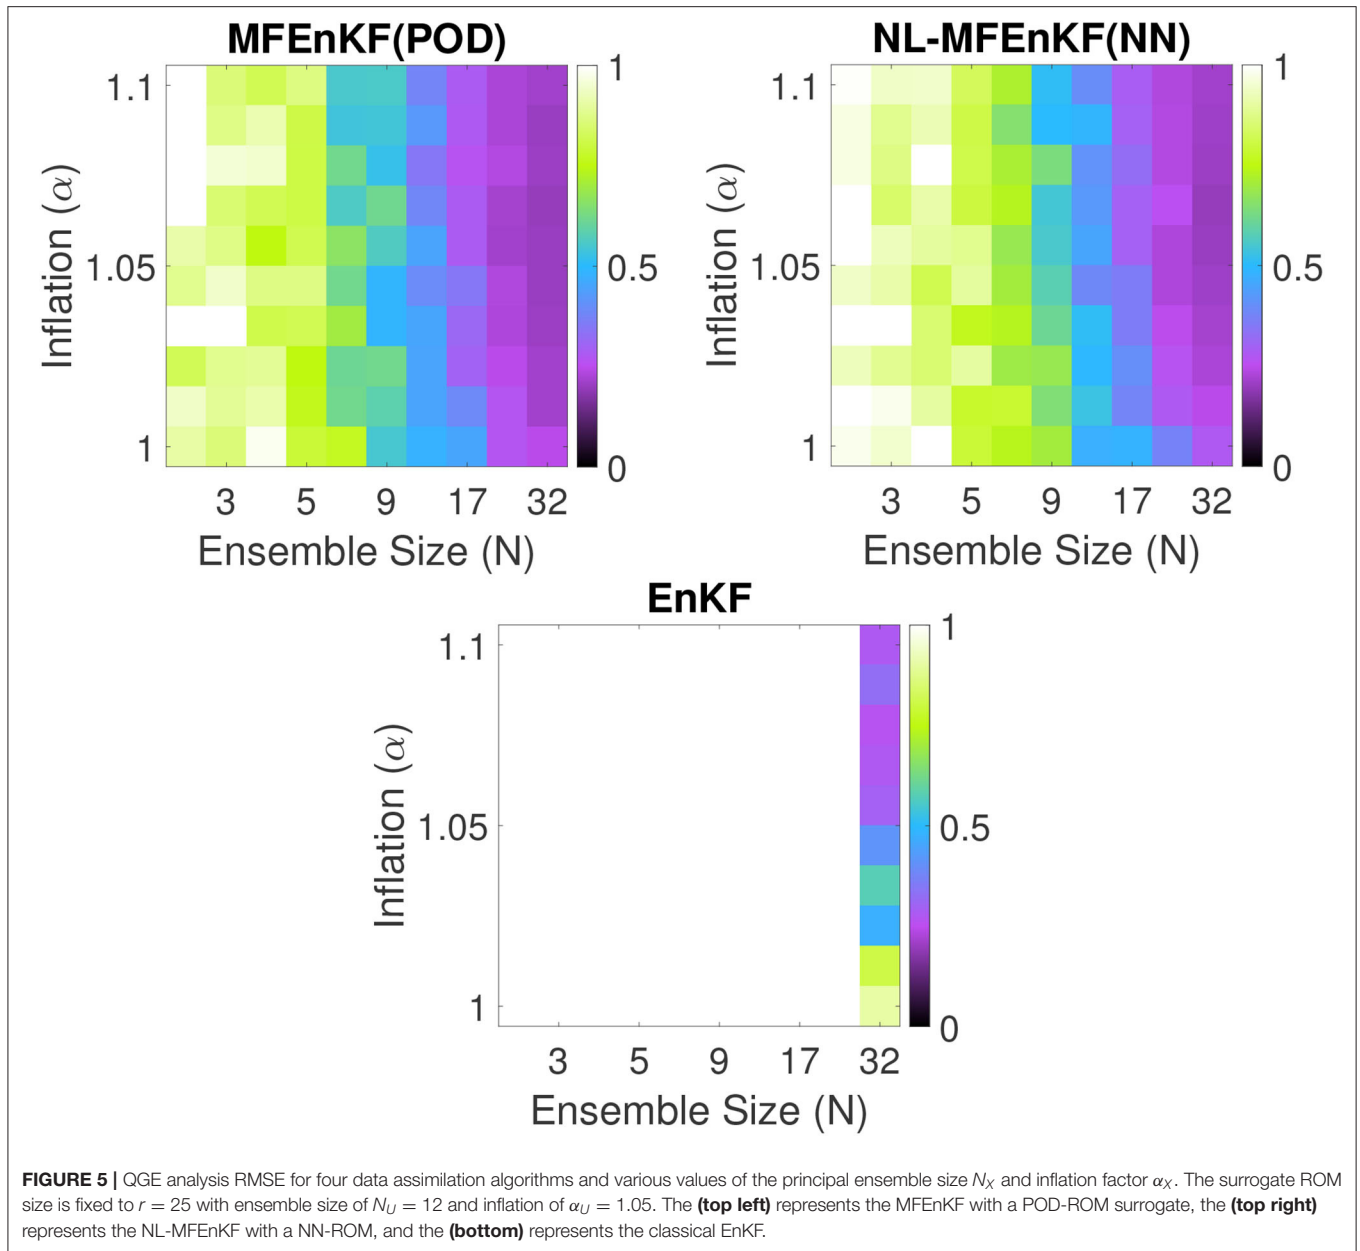 MFEnKF(POD)
1.1
1.05
1
Inflation (α)
3 5 9 17 32
Ensemble Size (N)
1
0.5
0
NL-MFEnKF(NN)
1.1
1.05
1
Inflation (α)
3 5 9 17 32
Ensemble Size (N)
1
0.5
0
EnKF
1.1
1.05
1
Inflation (α)
3 5 9 17 32
Ensemble Size (N)
1
0.5
0
FIGURE 5 | QGE analysis RMSE for four data assimilation algorithms and various values of the principal ensemble size N_X and inflation factor α_X. The surrogate ROM
size is fixed to r = 25 with ensemble size of N_U = 12 and inflation of α_U = 1.05. The (top left) represents the MFEnKF with a POD-ROM surrogate, the (top right)
represents the NL-MFEnKF with a NN-ROM, and the (bottom) represents the classical EnKF.